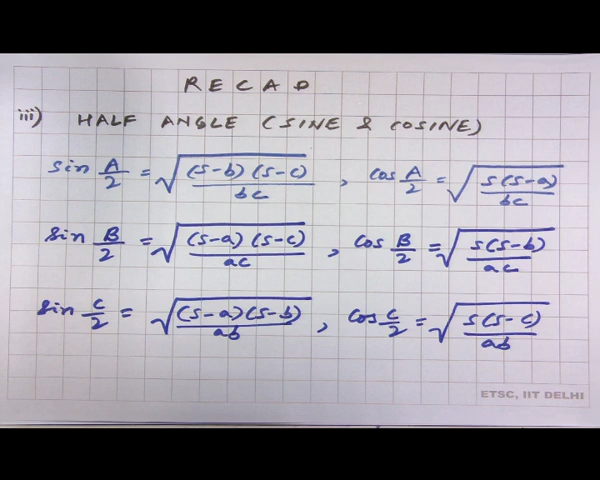 RECAP
iii) HALF ANGLE (SINE & COSINE)
sin A/2 = √((s-b)(s-c)/bc) , cos A/2 = √(s(s-a)/bc)
sin B/2 = √((s-a)(s-c)/ac) , cos B/2 = √(s(s-b)/ac)
sin C/2 = √((s-a)(s-b)/ab) , cos C/2 = √(s(s-c)/ab)
ETSC, IIT DELHI